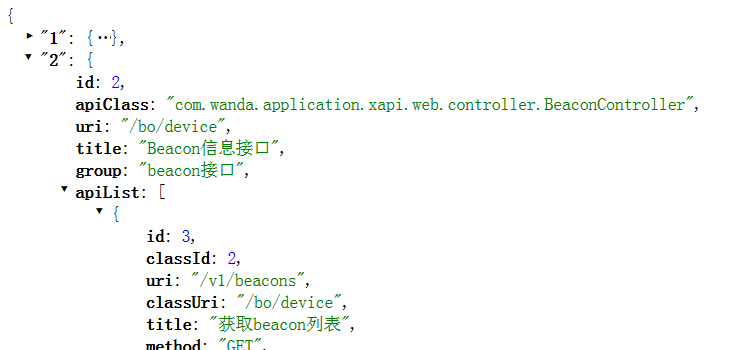 {
"1": {…},
"2": {
id: 2,
apiClass: "com.wanda.application.xapi.web.controller.BeaconController",
uri: "/bo/device",
title: "Beacon信息接口",
group: "beacon接口",
apiList: [
{
id: 3,
classId: 2,
uri: "/v1/beacons",
classUri: "/bo/device",
title: "获取beacon列表",
method: "GET",